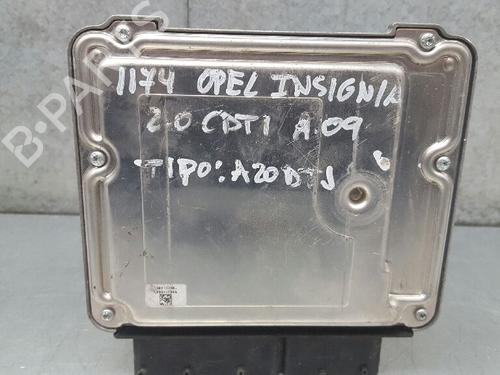 B-PARTS
1174 OPEL INSIGNIA
2.0 CDTI A.09
TIPO: A20DTJ